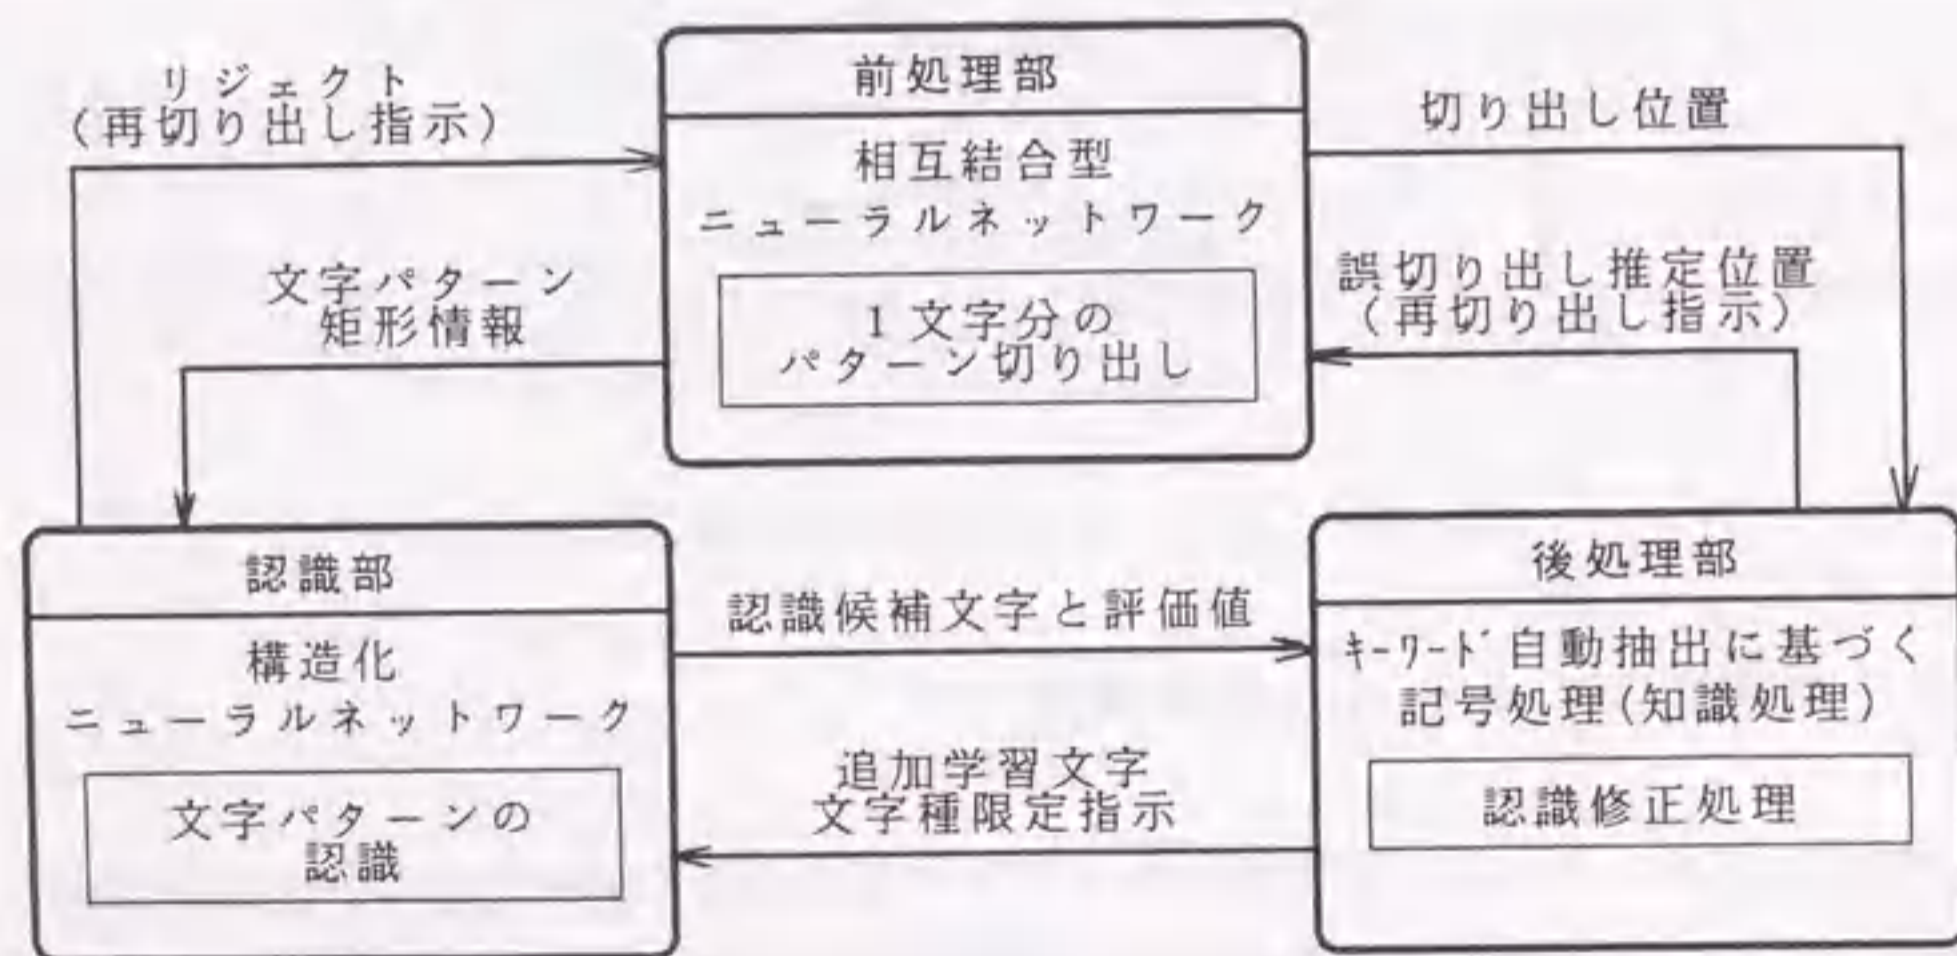 前処理部
相互結合型
ニューラルネットワーク
1文字分の
パターン切り出し
リジェクト
(再切り出し指示)
文字パターン
矩形情報
切り出し位置
誤切り出し推定位置
(再切り出し指示)
認識部
構造化
ニューラルネットワーク
文字パターンの
認識
認識候補文字と評価値
追加学習文字
文字種限定指示
後処理部
キーワード自動抽出に基づく
記号処理(知識処理)
認識修正処理